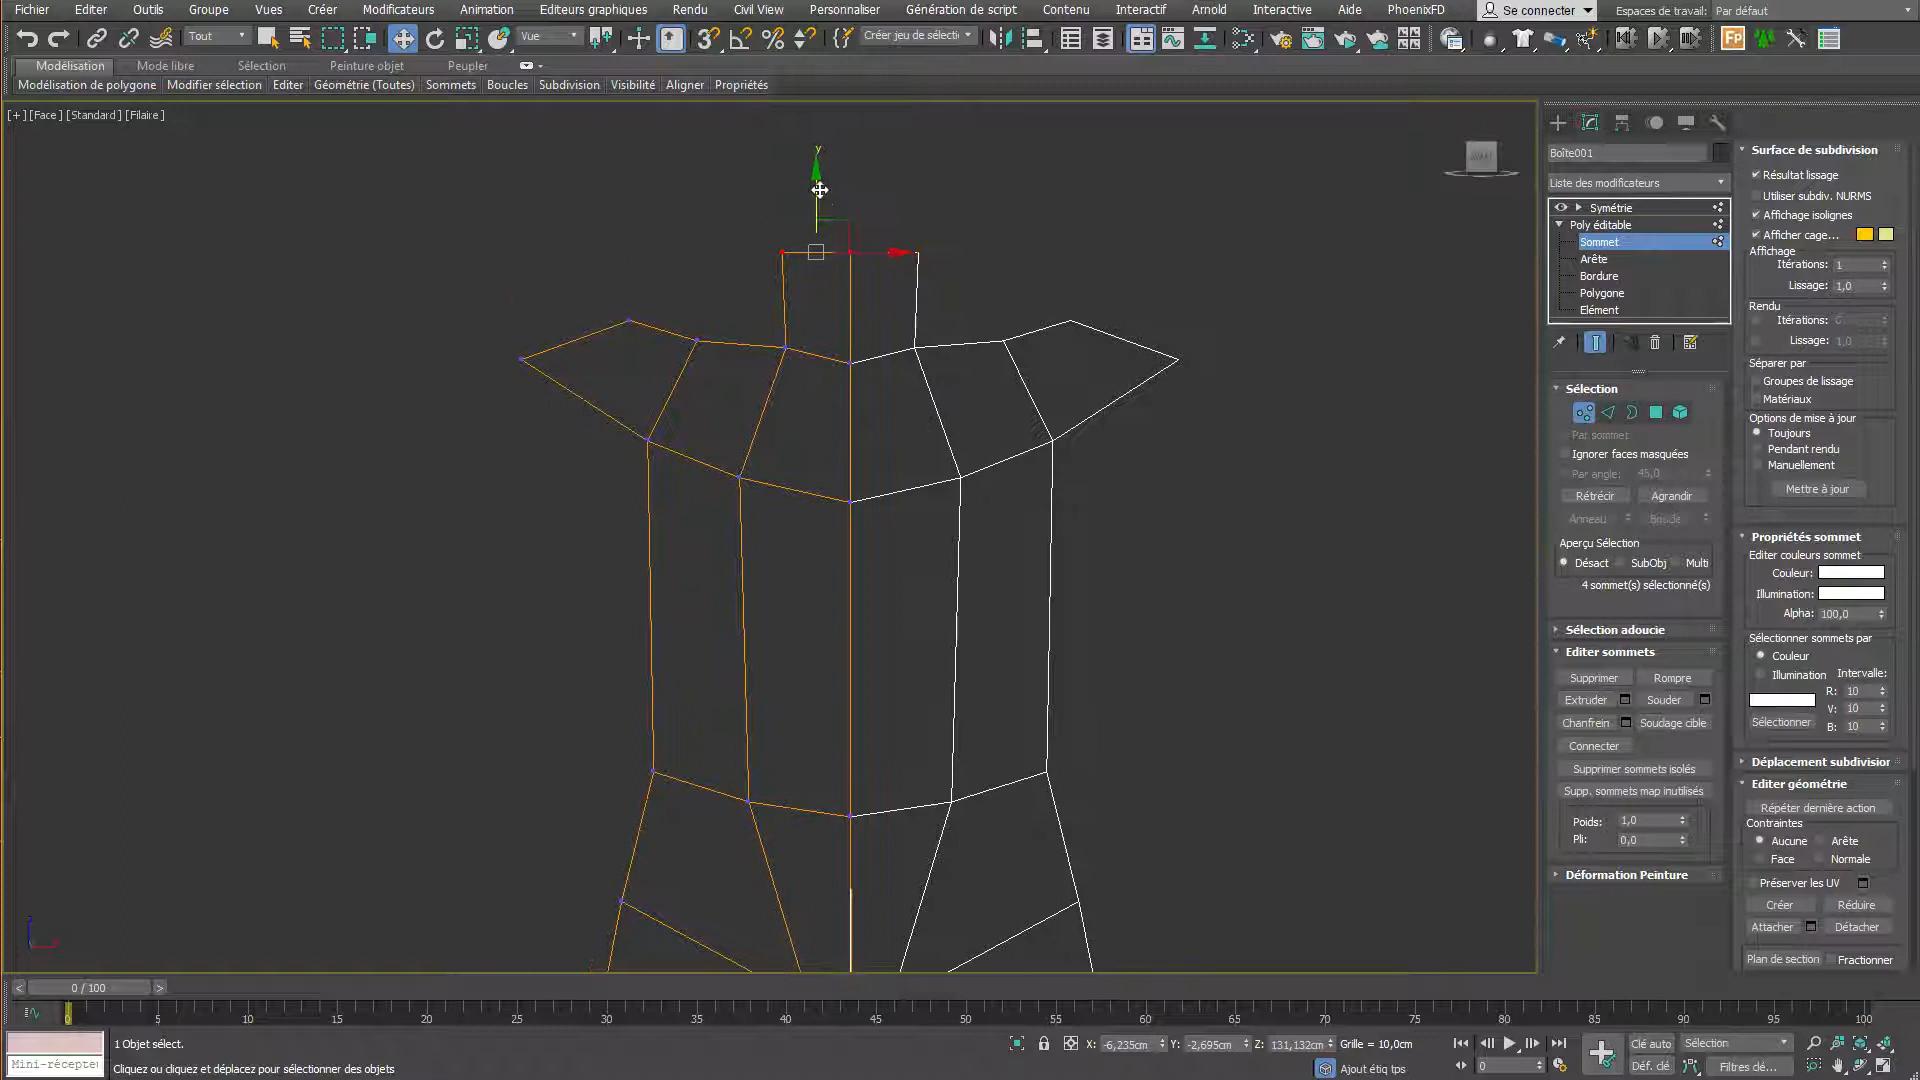 Fichier Editer Outils Groupe Vues Créer Modificateurs Animation Editeurs graphiques Rendu Civil View Personnaliser Génération de script Contenu Interactif Arnold Interactive Aide PhoenixFD Se connecter Espaces de travail: Par défaut
Tout Vue Créer jeu de sélecti
Modélisation Mode libre Sélection Peinture objet Peupler
Modélisation de polygone Modifier sélection Editer Géométrie (Toutes) Sommets Boucles Subdivision Visibilité Aligner Propriétés
[+] [Face] [Standard] [Filaire]
y
Boîte001
Liste des modificateurs
Symétrie
Poly éditable
Sommet
Arête
Bordure
Polygone
Elément
Sélection
Par sommet
Ignorer faces masquées
Par angle: 45,0
Rétrécir Agrandir
Anneau Boucle
Aperçu Sélection
Désact SubObj Multi
4 sommet(s) sélectionné(s)
Sélection adoucie
Editer sommets
Supprimer Rompre
Extruder Souder
Chanfrein Soudage cible
Connecter
Supprimer sommets isolés
Supp. sommets map inutilisés
Poids: 1,0
Pli: 0,0
Déformation Peinture
Surface de subdivision
Résultat lissage
Utiliser subdiv. NURMS
Affichage isolignes
Afficher cage...
Affichage
Itérations: 1
Lissage: 1,0
Rendu
Itérations: 0
Lissage: 1,0
Séparer par
Groupes de lissage
Matériaux
Options de mise à jour
Toujours
Pendant rendu
Manuellement
Mettre à jour
Propriétés sommet
Editer couleurs sommet
Couleur:
Illumination:
Alpha: 100,0
Sélectionner sommets par
Couleur
Illumination Intervalle:
R: 10
V: 10
Sélectionner B: 10
Déplacement subdivision
Editer géométrie
Répéter dernière action
Contraintes
Aucune Arête
Face Normale
Préserver les UV
Créer Réduire
Attacher Détacher
Plan de section Fractionner
< 0 / 100 >
0 5 10 15 20 25 30 35 40 45 50 55 60 65 70 75 80 85 90 95 100
1 Objet sélect.
X: -6,235cm Y: -2,695cm Z: 131,132cm Grille = 10,0cm
Clé auto Sélection
Mini-récepteu
Cliquez ou cliquez et déplacez pour sélectionner des objets
Ajout étiq tps
0
Déf. clé Filtres clé...